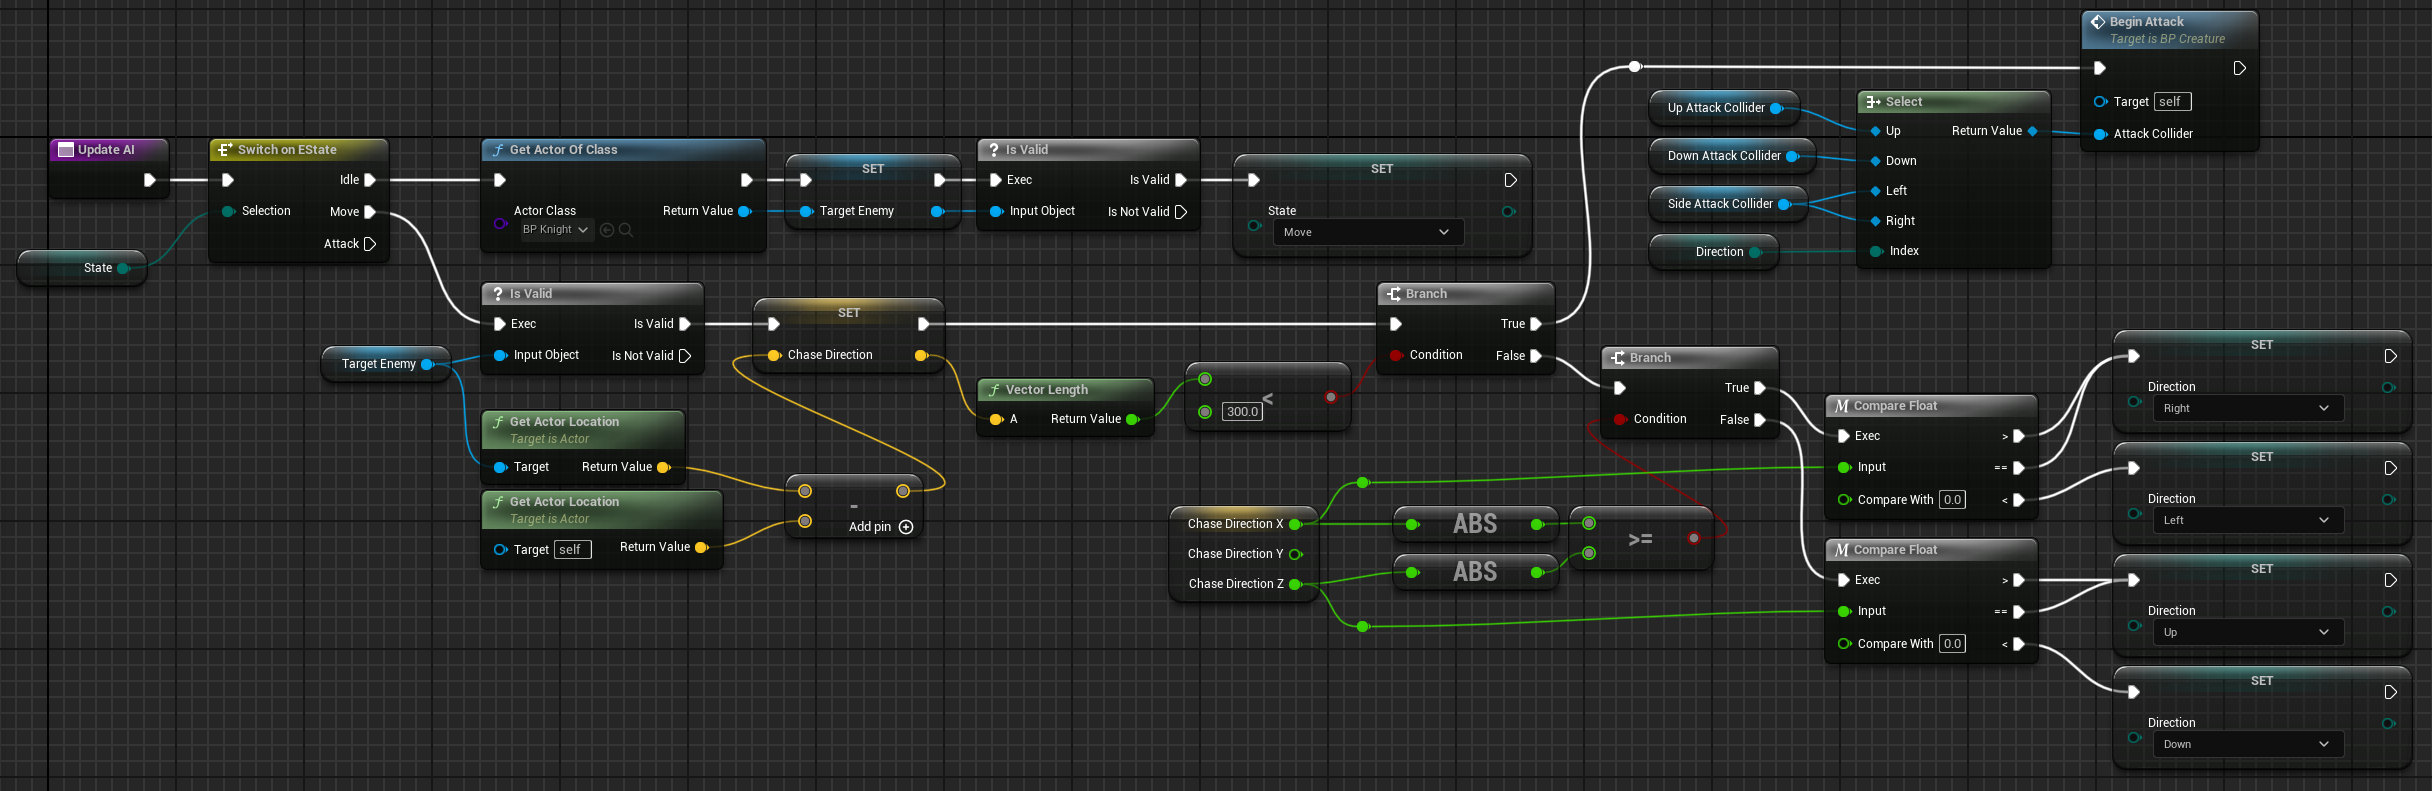 Begin Attack
Target is BP Creature
Target self
Attack Collider
Up Attack Collider
Down Attack Collider
Side Attack Collider
Direction
Select
Up
Return Value
Down
Left
Right
Index
Update AI
Switch on EState
Idle
Selection
Move
Attack
State
Get Actor Of Class
Actor Class
BP Knight
Return Value
SET
Target Enemy
Is Valid
Exec
Is Valid
Input Object
Is Not Valid
SET
State
Move
Is Valid
Exec
Is Valid
Input Object
Is Not Valid
Target Enemy
SET
Chase Direction
Get Actor Location
Target is Actor
Target
Return Value
Get Actor Location
Target is Actor
Target self
Return Value
-
Add pin
Vector Length
A
Return Value
300.0
<
Branch
True
Condition
False
Branch
True
Condition
False
Chase Direction X
Chase Direction Y
Chase Direction Z
ABS
ABS
>=
Compare Float
Exec
>
Input
==
Compare With 0.0
<
Compare Float
Exec
>
Input
==
Compare With 0.0
<
SET
Direction
Right
SET
Direction
Left
SET
Direction
Up
SET
Direction
Down